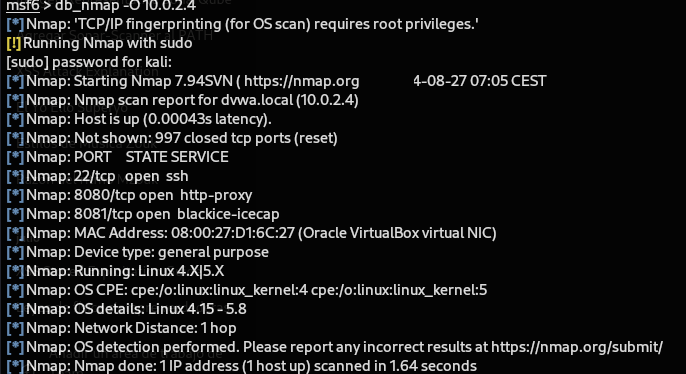 msf6 > db_nmap -O 10.0.2.4
[*] Nmap: 'TCP/IP fingerprinting (for OS scan) requires root privileges.'
[!] Running Nmap with sudo
[sudo] password for kali:
[*] Nmap: Starting Nmap 7.94SVN ( https://nmap.org 4-08-27 07:05 CEST
[*] Nmap: Nmap scan report for dvwa.local (10.0.2.4)
[*] Nmap: Host is up (0.00043s latency).
[*] Nmap: Not shown: 997 closed tcp ports (reset)
[*] Nmap: PORT STATE SERVICE
[*] Nmap: 22/tcp open ssh
[*] Nmap: 8080/tcp open http-proxy
[*] Nmap: 8081/tcp open blackice-icecap
[*] Nmap: MAC Address: 08:00:27:D1:6C:27 (Oracle VirtualBox virtual NIC)
[*] Nmap: Device type: general purpose
[*] Nmap: Running: Linux 4.X|5.X
[*] Nmap: OS CPE: cpe:/o:linux:linux_kernel:4 cpe:/o:linux:linux_kernel:5
[*] Nmap: OS details: Linux 4.15 - 5.8
[*] Nmap: Network Distance: 1 hop
[*] Nmap: OS detection performed. Please report any incorrect results at https://nmap.org/submit/
[*] Nmap: Nmap done: 1 IP address (1 host up) scanned in 1.64 seconds